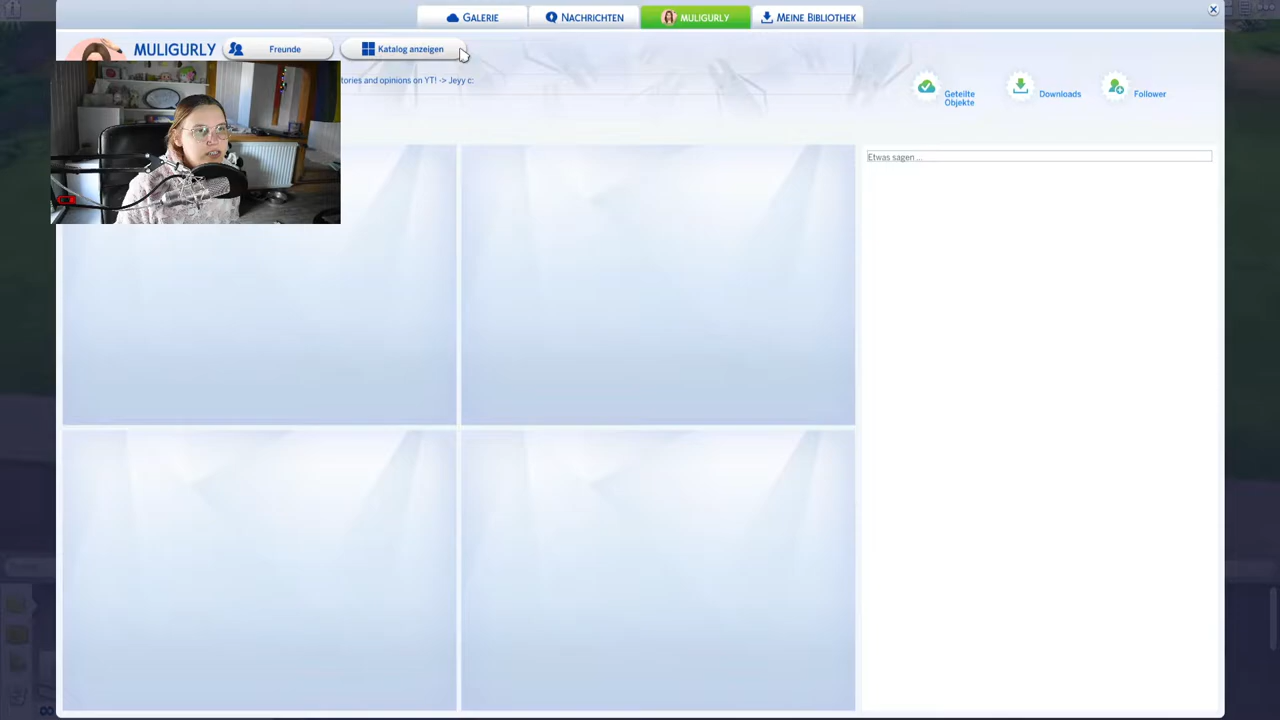 GALERIE
NACHRICHTEN
MULIGURLY
MEINE BIBLIOTHEK
MULIGURLY
Freunde
Katalog anzeigen
tories and opinions on YT! -> Jeyy c:
Geteilte
Objekte
Downloads
Follower
Etwas sagen ...